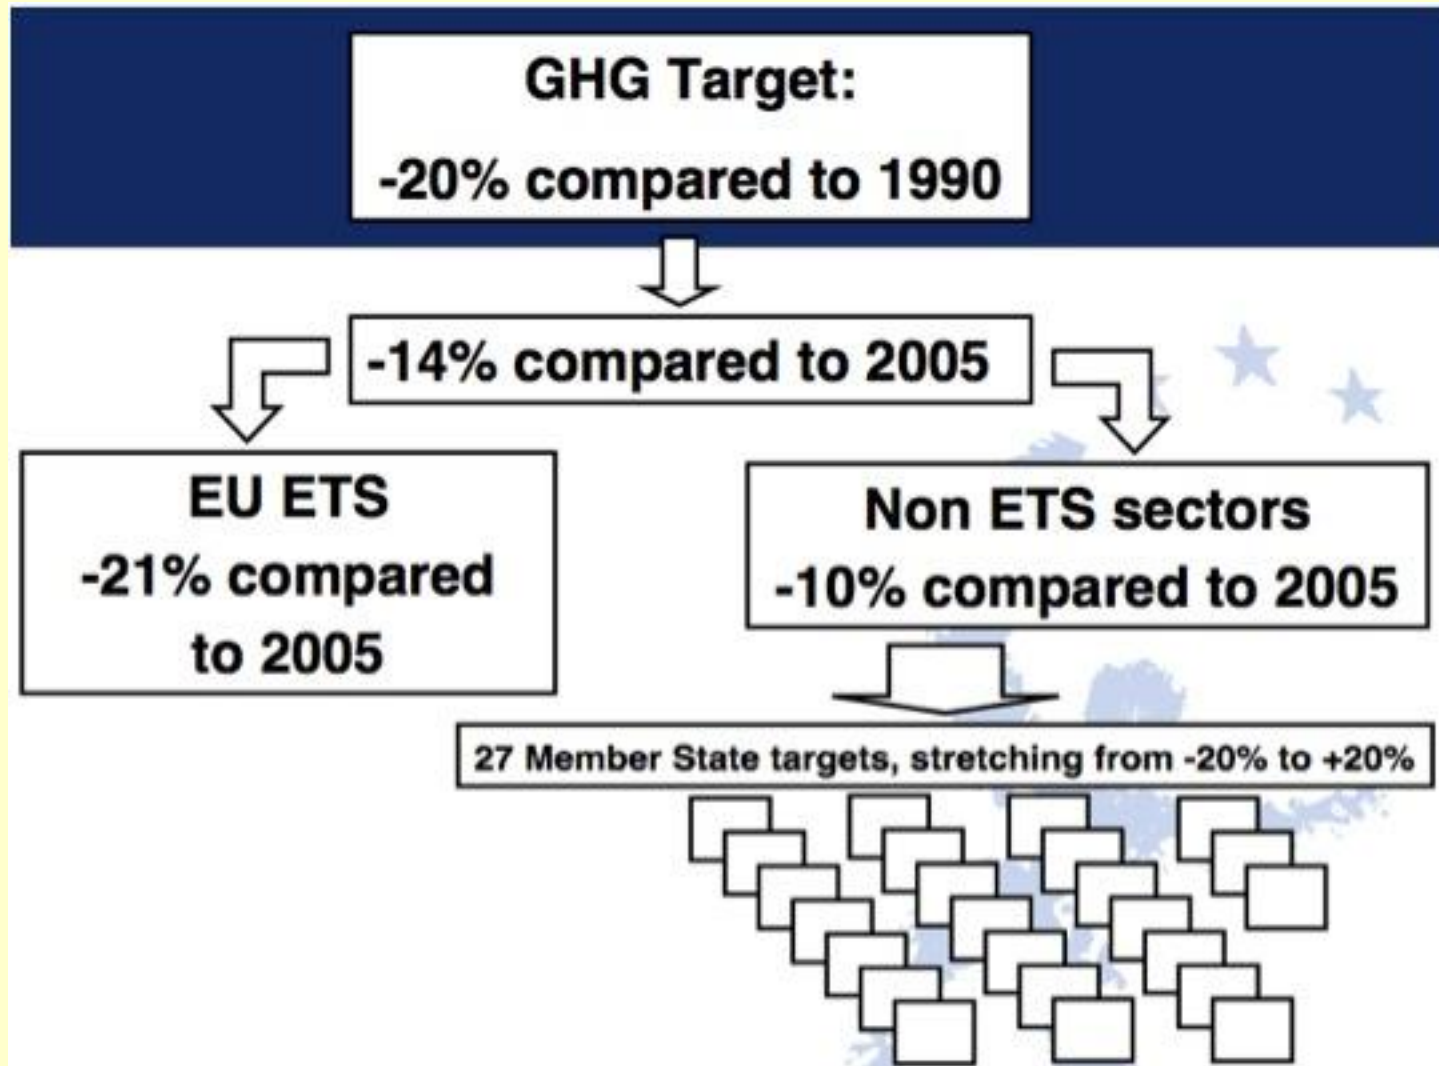 GHG Target:
-20% compared to 1990
-14% compared to 2005
EU ETS
-21% compared
to 2005
Non ETS sectors
-10% compared to 2005
27 Member State targets, stretching from -20% to +20%